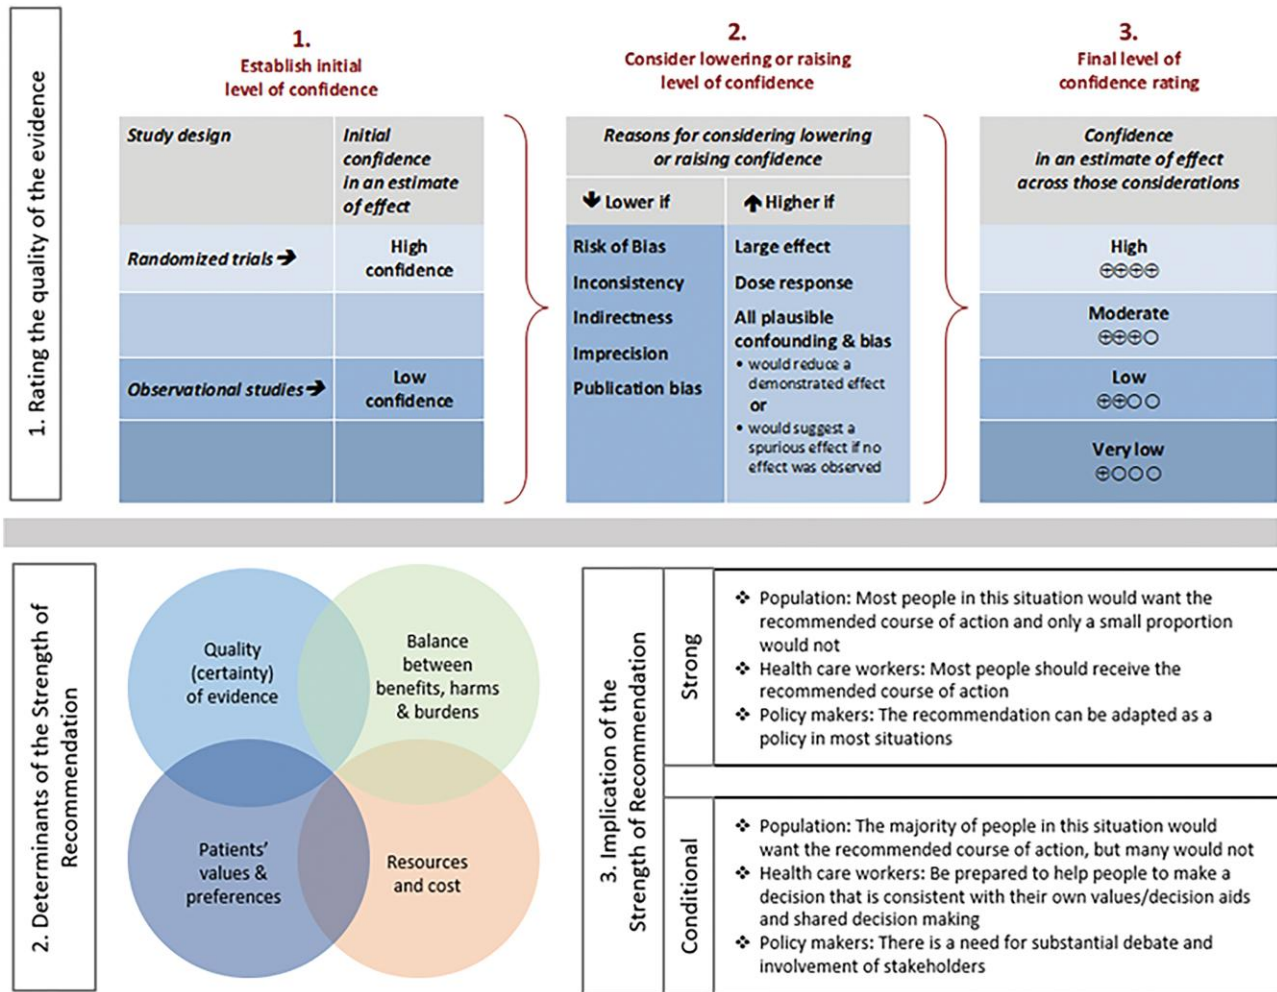 1. Rating the quality of the evidence
1.
Establish initial
level of confidence
2.
Consider lowering or raising
level of confidence
3.
Final level of
confidence rating
Study design
Initial
confidence
in an estimate
of effect
Randomized trials ➔
High
confidence
Observational studies ➔
Low
confidence
Reasons for considering lowering
or raising confidence
🡇 Lower if
🡅 Higher if
Risk of Bias
Inconsistency
Indirectness
Imprecision
Publication bias
Large effect
Dose response
All plausible
confounding & bias
• would reduce a
demonstrated effect
or
• would suggest a
spurious effect if no
effect was observed
Confidence
in an estimate of effect
across those considerations
High
⊕⊕⊕⊕
Moderate
⊕⊕⊕○
Low
⊕⊕○○
Very low
⊕○○○
2. Determinants of the Strength of
Recommendation
Quality
(certainty)
of evidence
Balance
between
benefits, harms
& burdens
Patients'
values &
preferences
Resources
and cost
3. Implication of the
Strength of Recommendation
Strong
❖ Population: Most people in this situation would want the
recommended course of action and only a small proportion
would not
❖ Health care workers: Most people should receive the
recommended course of action
❖ Policy makers: The recommendation can be adapted as a
policy in most situations
Conditional
❖ Population: The majority of people in this situation would
want the recommended course of action, but many would not
❖ Health care workers: Be prepared to help people to make a
decision that is consistent with their own values/decision aids
and shared decision making
❖ Policy makers: There is a need for substantial debate and
involvement of stakeholders